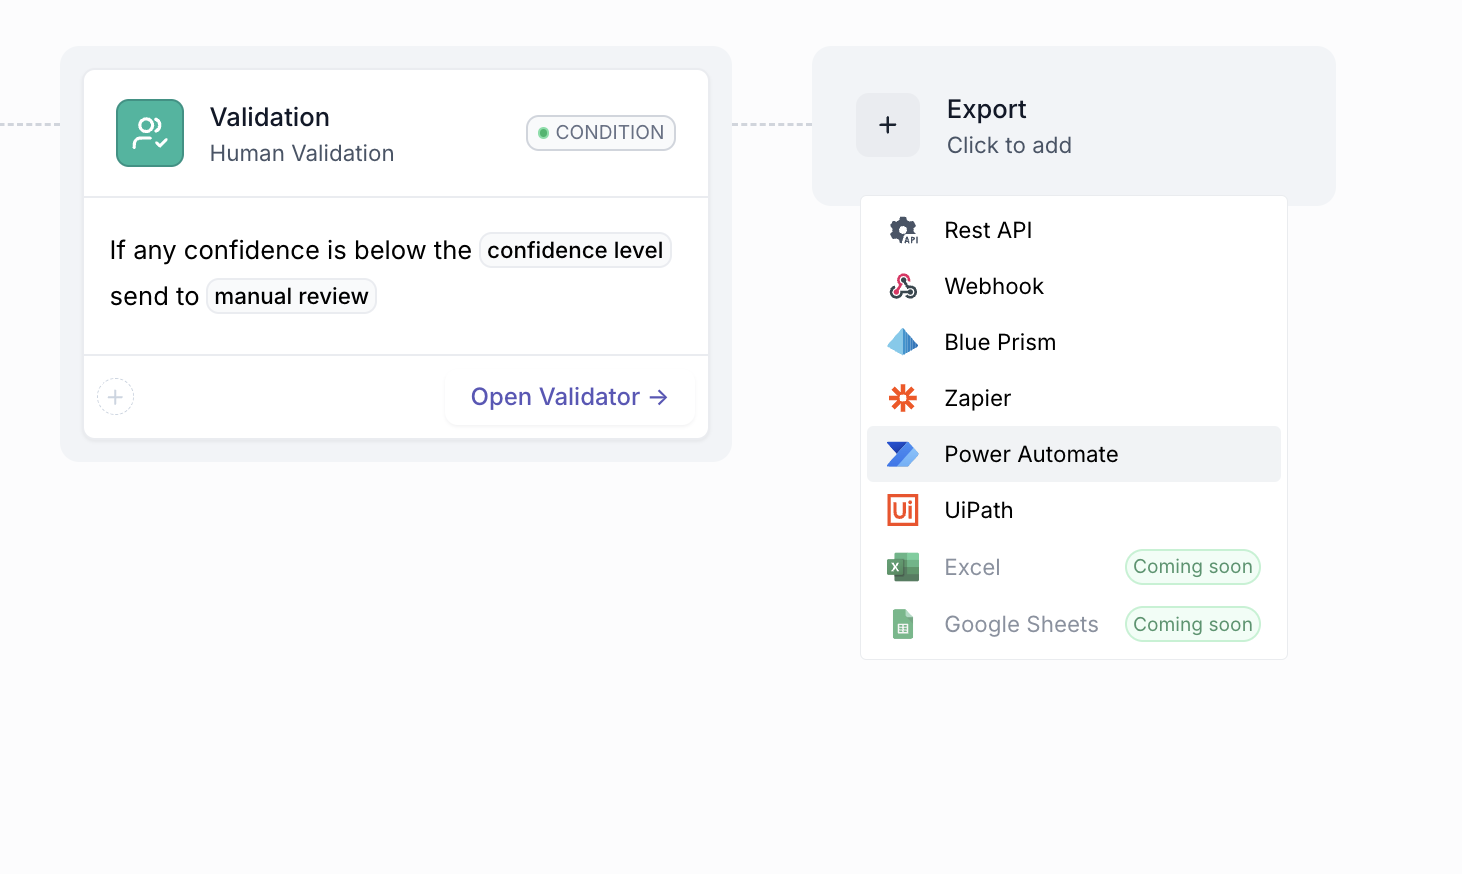 Validation
Human Validation
CONDITION
If any confidence is below the confidence level
send to manual review
Open Validator →
Export
Click to add
API
Rest API
Webhook
Blue Prism
Zapier
Power Automate
Ui
UiPath
X
Excel
Coming soon
Google Sheets
Coming soon